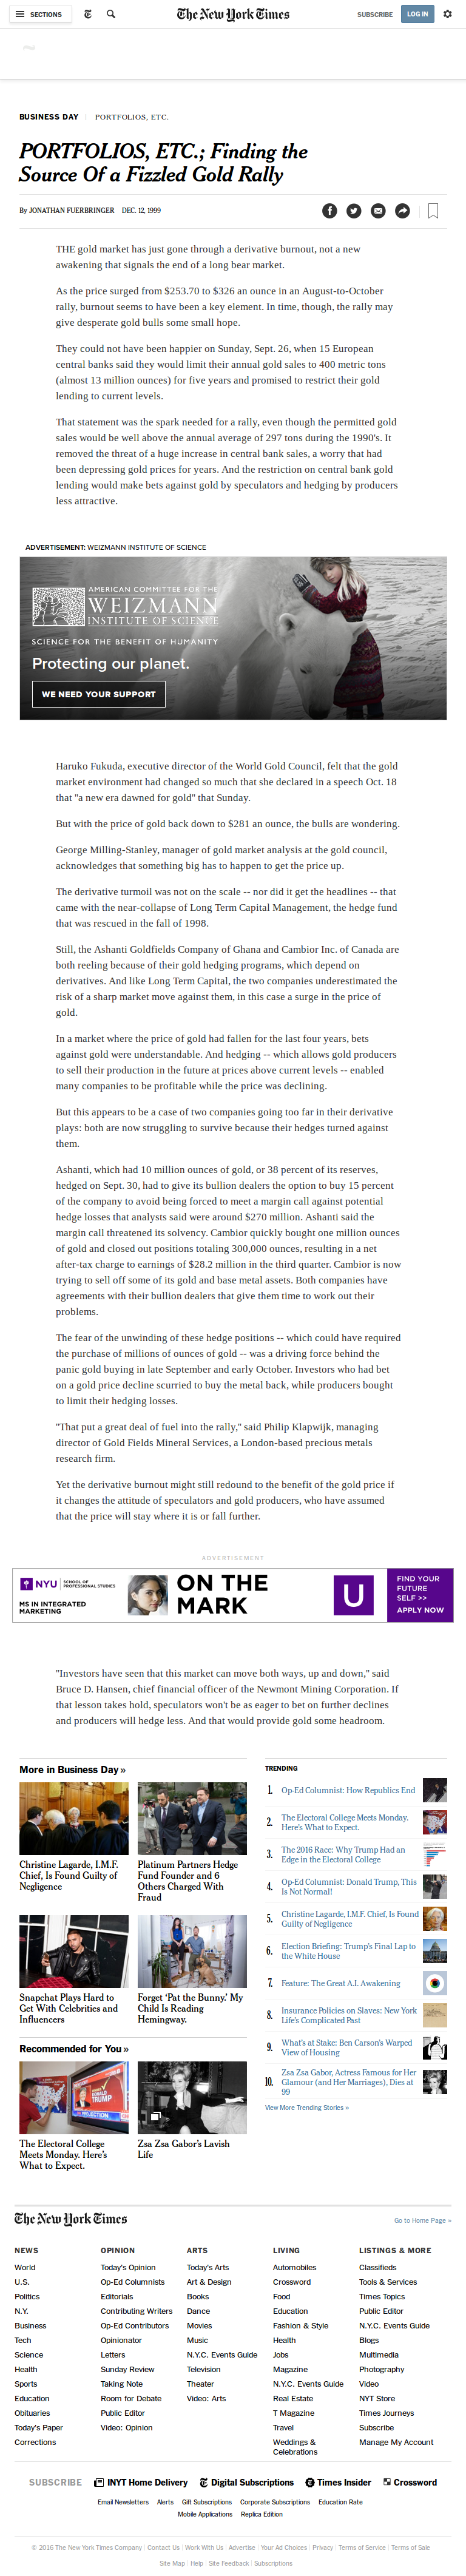 SECTIONS
The New York Times
SUBSCRIBE
LOG IN
BUSINESS DAY | PORTFOLIOS, ETC.
PORTFOLIOS, ETC.; Finding the
Source Of a Fizzled Gold Rally
By JONATHAN FUERBRINGER DEC. 12, 1999
THE gold market has just gone through a derivative burnout, not a new
awakening that signals the end of a long bear market.
As the price surged from $253.70 to $326 an ounce in an August-to-October
rally, burnout seems to have been a key element. In time, though, the rally may
give desperate gold bulls some small hope.
They could not have been happier on Sunday, Sept. 26, when 15 European
central banks said they would limit their annual gold sales to 400 metric tons
(almost 13 million ounces) for five years and promised to restrict their gold
lending to current levels.
That statement was the spark needed for a rally, even though the permitted gold
sales would be well above the annual average of 297 tons during the 1990's. It
removed the threat of a huge increase in central bank sales, a worry that had
been depressing gold prices for years. And the restriction on central bank gold
lending would make bets against gold by speculators and hedging by producers
less attractive.
ADVERTISEMENT: WEIZMANN INSTITUTE OF SCIENCE
AMERICAN COMMITTEE FOR THE
WEIZMANN
INSTITUTE OF SCIENCE
SCIENCE FOR THE BENEFIT OF HUMANITY
Protecting our planet.
WE NEED YOUR SUPPORT
Haruko Fukuda, executive director of the World Gold Council, felt that the gold
market environment had changed so much that she declared in a speech Oct. 18
that "a new era dawned for gold" that Sunday.
But with the price of gold back down to $281 an ounce, the bulls are wondering.
George Milling-Stanley, manager of gold market analysis at the gold council,
acknowledges that something big has to happen to get the price up.
The derivative turmoil was not on the scale -- nor did it get the headlines -- that
came with the near-collapse of Long Term Capital Management, the hedge fund
that was rescued in the fall of 1998.
Still, the Ashanti Goldfields Company of Ghana and Cambior Inc. of Canada are
both reeling because of their gold hedging programs, which depend on
derivatives. And like Long Term Capital, the two companies underestimated the
risk of a sharp market move against them, in this case a surge in the price of
gold.
In a market where the price of gold had fallen for the last four years, bets
against gold were understandable. And hedging -- which allows gold producers
to sell their production in the future at prices above current levels -- enabled
many companies to be profitable while the price was declining.
But this appears to be a case of two companies going too far in their derivative
plays: both are now struggling to survive because their hedges turned against
them.
Ashanti, which had 10 million ounces of gold, or 38 percent of its reserves,
hedged on Sept. 30, had to give its bullion dealers the option to buy 15 percent
of the company to avoid being forced to meet a margin call against potential
hedge losses that analysts said were around $270 million. Ashanti said the
margin call threatened its solvency. Cambior quickly bought one million ounces
of gold and closed out positions totaling 300,000 ounces, resulting in a net
after-tax charge to earnings of $28.2 million in the third quarter. Cambior is now
trying to sell off some of its gold and base metal assets. Both companies have
agreements with their bullion dealers that give them time to work out their
problems.
The fear of the unwinding of these hedge positions -- which could have required
the purchase of millions of ounces of gold -- was a driving force behind the
panic gold buying in late September and early October. Investors who had bet
on a gold price decline scurried to buy the metal back, while producers bought
to limit their hedging losses.
"That put a great deal of fuel into the rally," said Philip Klapwijk, managing
director of Gold Fields Mineral Services, a London-based precious metals
research firm.
Yet the derivative burnout might still redound to the benefit of the gold price if
it changes the attitude of speculators and gold producers, who have assumed
that the price will stay where it is or fall further.
ADVERTISEMENT
NYU SCHOOL OF PROFESSIONAL STUDIES
MS IN INTEGRATED
MARKETING
ON THE
MARK
U
FIND YOUR
FUTURE
SELF >>
APPLY NOW
"Investors have seen that this market can move both ways, up and down," said
Bruce D. Hansen, chief financial officer of the Newmont Mining Corporation. If
that lesson takes hold, speculators won't be as eager to bet on further declines
and producers will hedge less. And that would provide gold some headroom.
More in Business Day »
Christine Lagarde, I.M.F.
Chief, Is Found Guilty of
Negligence
Platinum Partners Hedge
Fund Founder and 6
Others Charged With
Fraud
Snapchat Plays Hard to
Get With Celebrities and
Influencers
Forget 'Pat the Bunny.' My
Child Is Reading
Hemingway.
Recommended for You »
The Electoral College
Meets Monday. Here's
What to Expect.
Zsa Zsa Gabor's Lavish
Life
TRENDING
1. Op-Ed Columnist: How Republics End
2. The Electoral College Meets Monday.
Here's What to Expect.
3. The 2016 Race: Why Trump Had an
Edge in the Electoral College
4. Op-Ed Columnist: Donald Trump, This
Is Not Normal!
5. Christine Lagarde, I.M.F. Chief, Is Found
Guilty of Negligence
6. Election Briefing: Trump's Final Lap to
the White House
7. Feature: The Great A.I. Awakening
8. Insurance Policies on Slaves: New York
Life's Complicated Past
9. What's at Stake: Ben Carson's Warped
View of Housing
10. Zsa Zsa Gabor, Actress Famous for Her
Glamour (and Her Marriages), Dies at
99
View More Trending Stories »
The New York Times
Go to Home Page »
NEWS
World
U.S.
Politics
N.Y.
Business
Tech
Science
Health
Sports
Education
Obituaries
Today's Paper
Corrections
OPINION
Today's Opinion
Op-Ed Columnists
Editorials
Contributing Writers
Op-Ed Contributors
Opinionator
Letters
Sunday Review
Taking Note
Room for Debate
Public Editor
Video: Opinion
ARTS
Today's Arts
Art & Design
Books
Dance
Movies
Music
N.Y.C. Events Guide
Television
Theater
Video: Arts
LIVING
Automobiles
Crossword
Food
Education
Fashion & Style
Health
Jobs
Magazine
N.Y.C. Events Guide
Real Estate
T Magazine
Travel
Weddings &
Celebrations
LISTINGS & MORE
Classifieds
Tools & Services
Times Topics
Public Editor
N.Y.C. Events Guide
Blogs
Multimedia
Photography
Video
NYT Store
Times Journeys
Subscribe
Manage My Account
SUBSCRIBE
INYT Home Delivery
Digital Subscriptions
Times Insider
Crossword
Email Newsletters
Alerts
Gift Subscriptions
Corporate Subscriptions
Education Rate
Mobile Applications
Replica Edition
© 2016 The New York Times Company | Contact Us | Work With Us | Advertise | Your Ad Choices | Privacy | Terms of Service | Terms of Sale
Site Map | Help | Site Feedback | Subscriptions